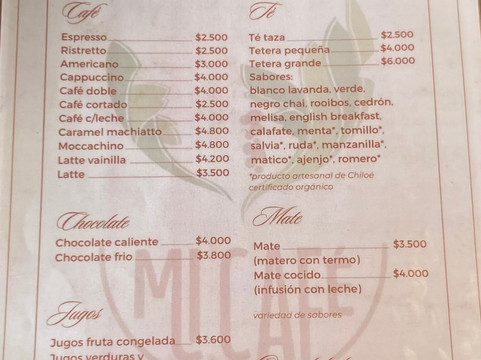 Café
Espresso $2.500
Ristretto $2.500
Americano $3.000
Cappuccino $4.000
Café doble $4.000
Café cortado $2.500
Café c/leche $4.000
Caramel machiatto $4.800
Moccachino $4.800
Latte vainilla $4.200
Latte $3.500
Té
Té taza $2.500
Tetera pequeña $4.000
Tetera grande $6.000
Sabores:
blanco lavanda, verde,
negro chai, rooibos, cedrón,
melisa, english breakfast,
calafate, menta*, tomillo*,
salvia*, ruda*, manzanilla*,
matico*, ajenjo*, romero*
*producto artesanal de Chiloé
certificado orgánico
Chocolate
Chocolate caliente $4.000
Chocolate frio $3.800
Mate
Mate $3.500
(matero con termo)
Mate cocido $4.000
(infusión con leche)
variedad de sabores
Jugos
Jugos fruta congelada $3.600
Jugos verduras y
MI CAFÉ